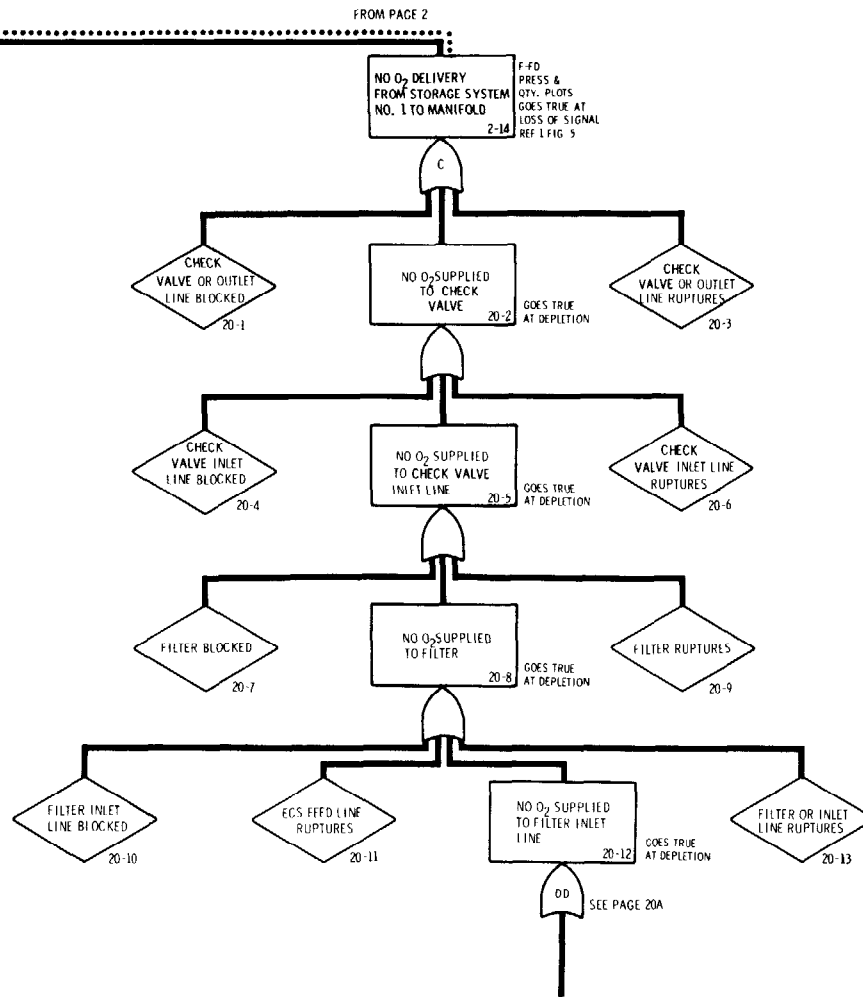 FROM PAGE 2
NO O2 DELIVERY
FROM STORAGE SYSTEM
NO. 1 TO MANIFOLD
2-14
F-FD
PRESS &
QTY. PLOTS
GOES TRUE AT
LOSS OF SIGNAL
REF 1 FIG 5
C
CHECK
VALVE OR OUTLET
LINE BLOCKED
20-1
NO O2 SUPPLIED
TO CHECK
VALVE
20-2
GOES TRUE
AT DEPLETION
CHECK
VALVE OR OUTLET
LINE RUPTURES
20-3
CHECK
VALVE INLET
LINE BLOCKED
20-4
NO O2 SUPPLIED
TO CHECK VALVE
INLET LINE
20-5
GOES TRUE
AT DEPLETION
CHECK
VALVE INLET LINE
RUPTURES
20-6
FILTER BLOCKED
20-7
NO O2 SUPPLIED
TO FILTER
20-8
GOES TRUE
AT DEPLETION
FILTER RUPTURES
20-9
FILTER INLET
LINE BLOCKED
20-10
ECS FEED LINE
RUPTURES
20-11
NO O2 SUPPLIED
TO FILTER INLET
LINE
20-12
GOES TRUE
AT DEPLETION
FILTER OR INLET
LINE RUPTURES
20-13
DD
SEE PAGE 20A